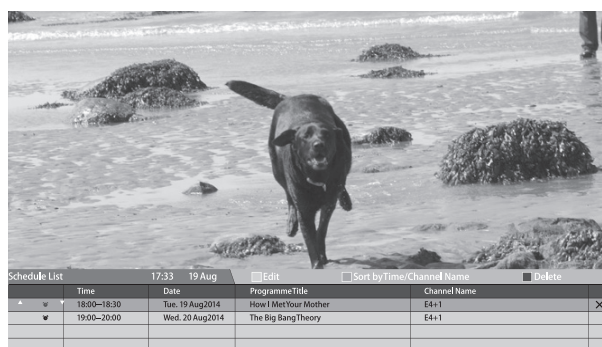 Schedule List 17:33 19 Aug Edit Sort byTime/Channel Name Delete
Time Date ProgrammeTitle Channel Name
18:00—18:30 Tue. 19 Aug2014 How I MetYour Mother E4+1
19:00—20:00 Wed. 20 Aug2014 The Big BangTheory E4+1